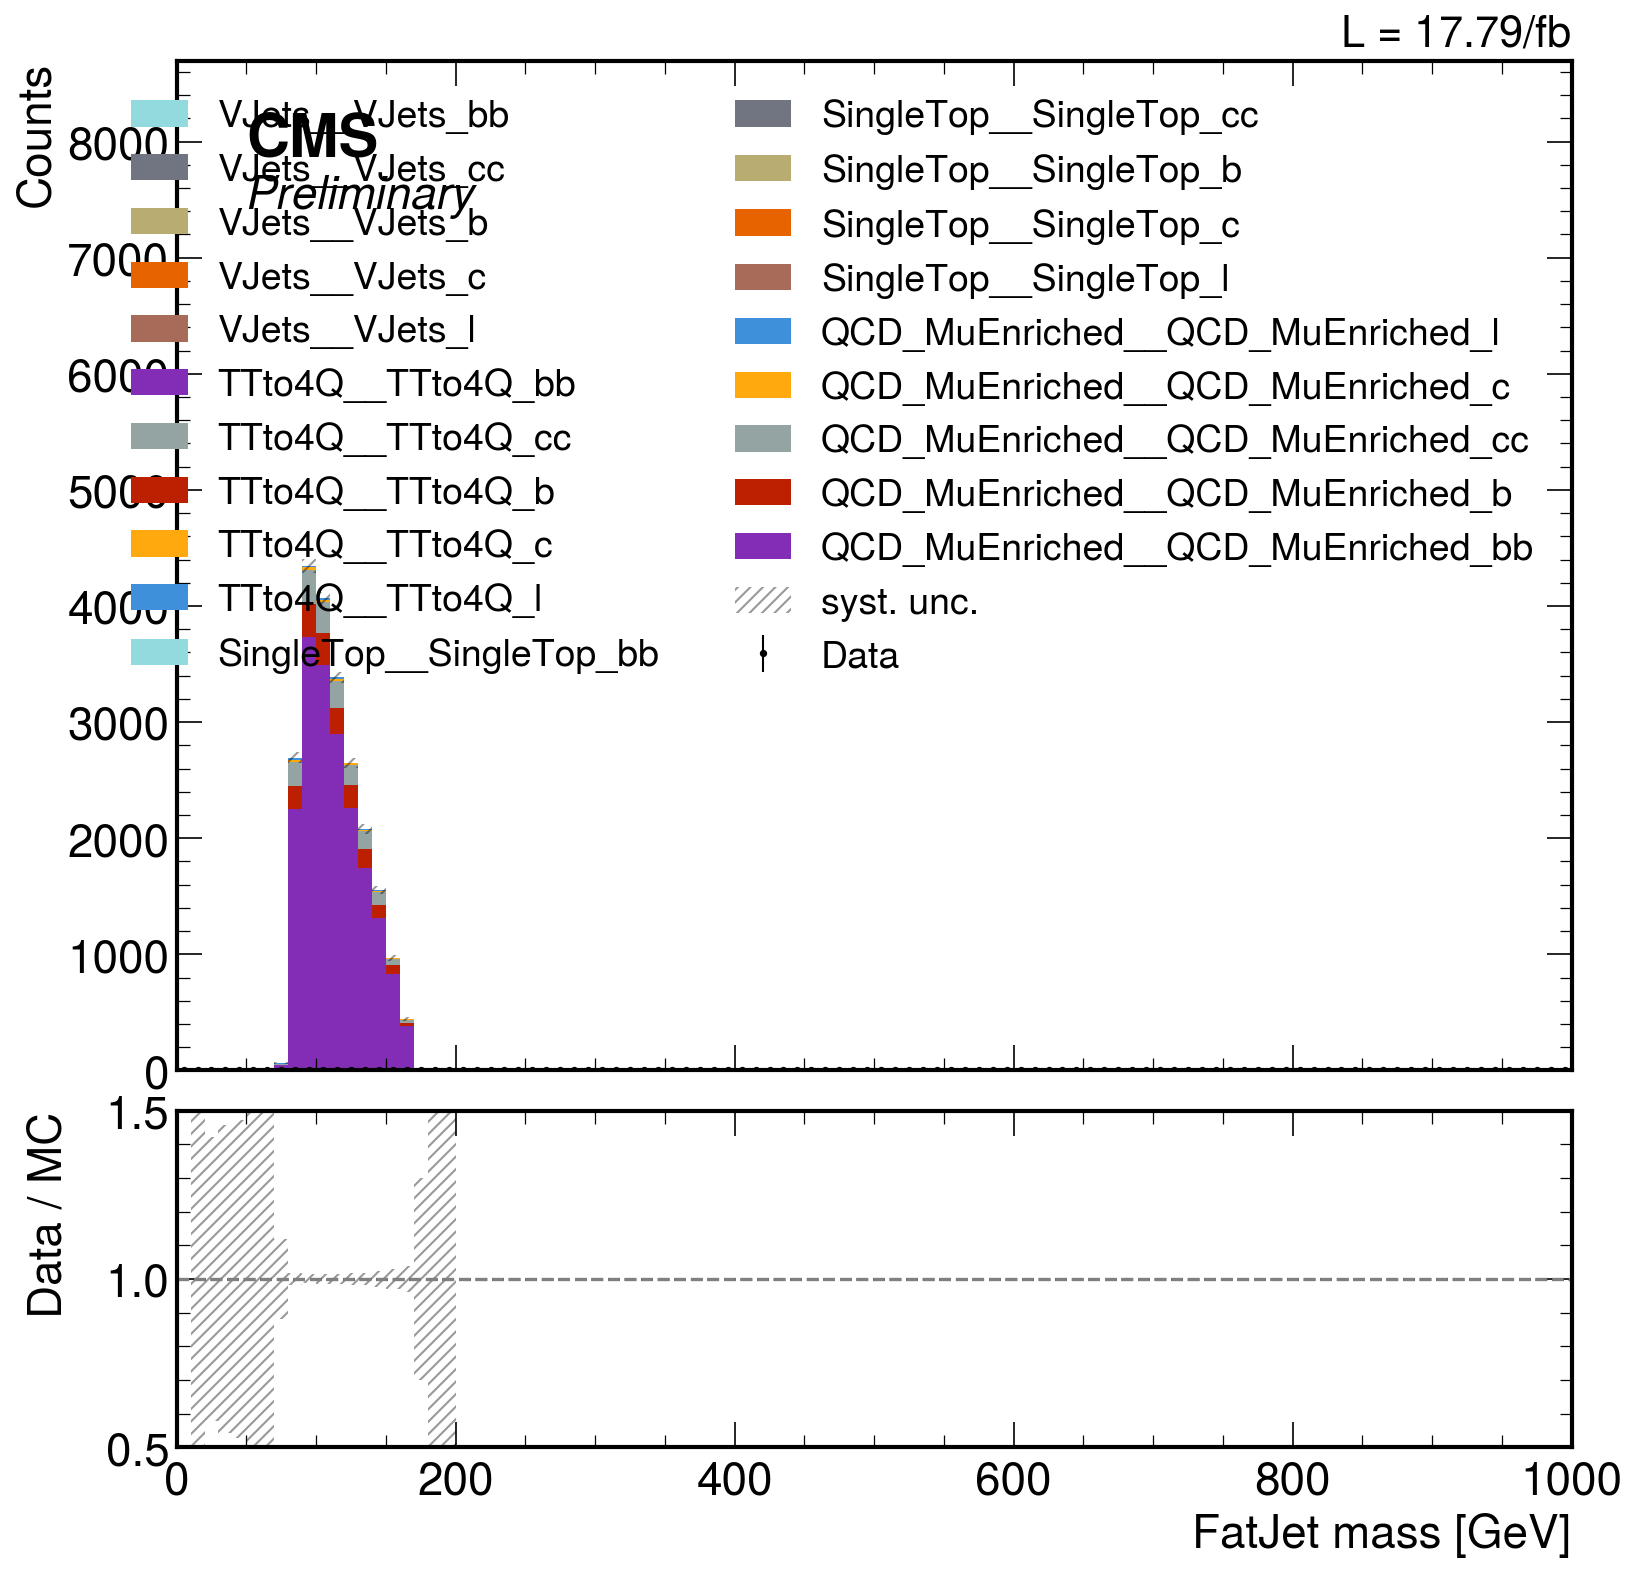 L = 17.79/fb
Counts
CMS
Preliminary
VJets__VJets_bb
VJets__VJets_cc
VJets__VJets_b
VJets__VJets_c
VJets__VJets_l
TTto4Q__TTto4Q_bb
TTto4Q__TTto4Q_cc
TTto4Q__TTto4Q_b
TTto4Q__TTto4Q_c
TTto4Q__TTto4Q_l
SingleTop__SingleTop_bb
SingleTop__SingleTop_cc
SingleTop__SingleTop_b
SingleTop__SingleTop_c
SingleTop__SingleTop_l
QCD_MuEnriched__QCD_MuEnriched_l
QCD_MuEnriched__QCD_MuEnriched_c
QCD_MuEnriched__QCD_MuEnriched_cc
QCD_MuEnriched__QCD_MuEnriched_b
QCD_MuEnriched__QCD_MuEnriched_bb
syst. unc.
Data
8000
7000
6000
5000
4000
3000
2000
1000
0
Data / MC
1.5
1.0
0.5
0 200 400 600 800 1000
FatJet mass [GeV]